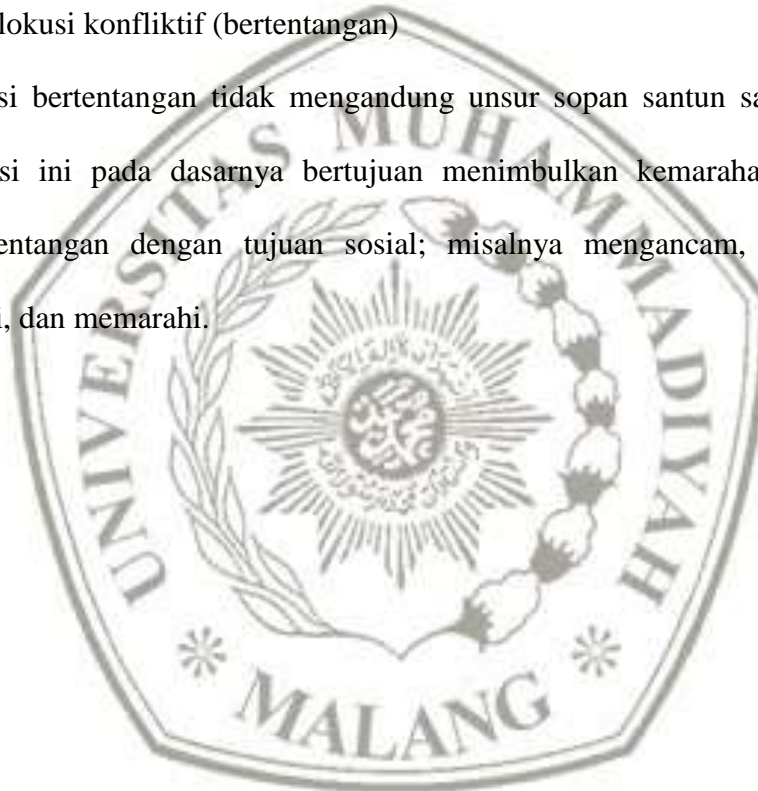 lokusi konfliktif (bertentangan)
si bertentangan tidak mengandung unsur sopan santun sa
si ini pada dasarnya bertujuan menimbulkan kemaraha
entangan dengan tujuan sosial; misalnya mengancam,
i, dan memarahi.
UNIVERSITAS MUHAMMADIYAH
MALANG